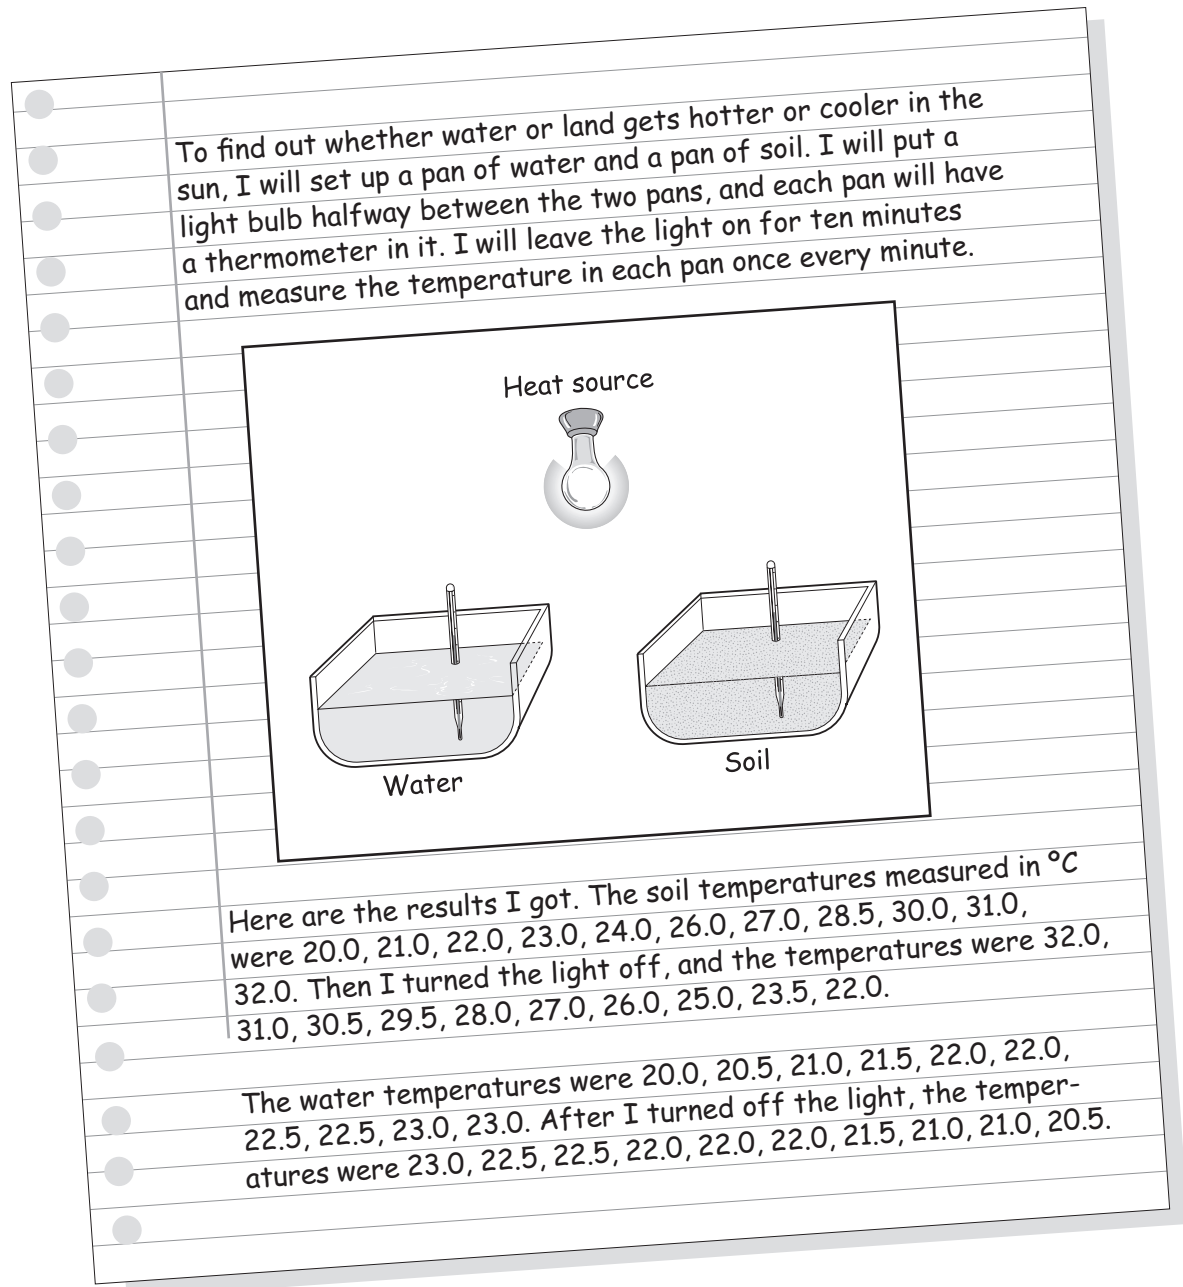 To find out whether water or land gets hotter or cooler in the
sun, I will set up a pan of water and a pan of soil. I will put a
light bulb halfway between the two pans, and each pan will have
a thermometer in it. I will leave the light on for ten minutes
and measure the temperature in each pan once every minute.
Heat source
Water
Soil
Here are the results I got. The soil temperatures measured in °C
were 20.0, 21.0, 22.0, 23.0, 24.0, 26.0, 27.0, 28.5, 30.0, 31.0,
32.0. Then I turned the light off, and the temperatures were 32.0,
31.0, 30.5, 29.5, 28.0, 27.0, 26.0, 25.0, 23.5, 22.0.
The water temperatures were 20.0, 20.5, 21.0, 21.5, 22.0, 22.0,
22.5, 22.5, 23.0, 23.0. After I turned off the light, the temper-
atures were 23.0, 22.5, 22.5, 22.0, 22.0, 22.0, 21.5, 21.0, 21.0, 20.5.